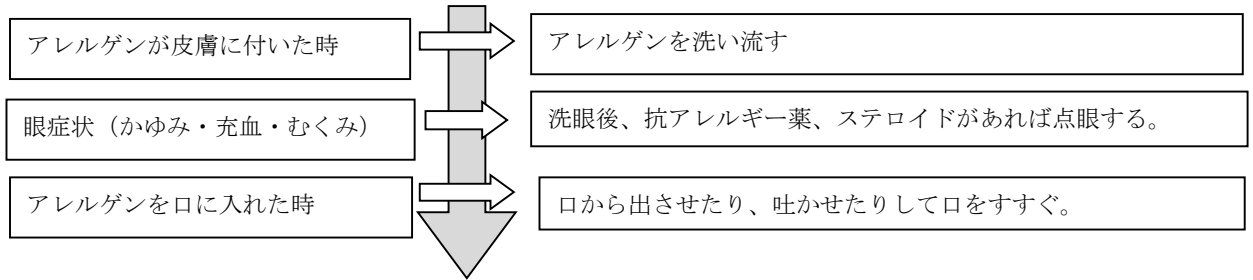 アレルゲンが皮膚に付いた時
アレルゲンを洗い流す
眼症状（かゆみ・充血・むくみ）
洗眼後、抗アレルギー薬、ステロイドがあれば点眼する。
アレルゲンを口に入れた時
口から出させたり、吐かせたりして口をすすぐ。